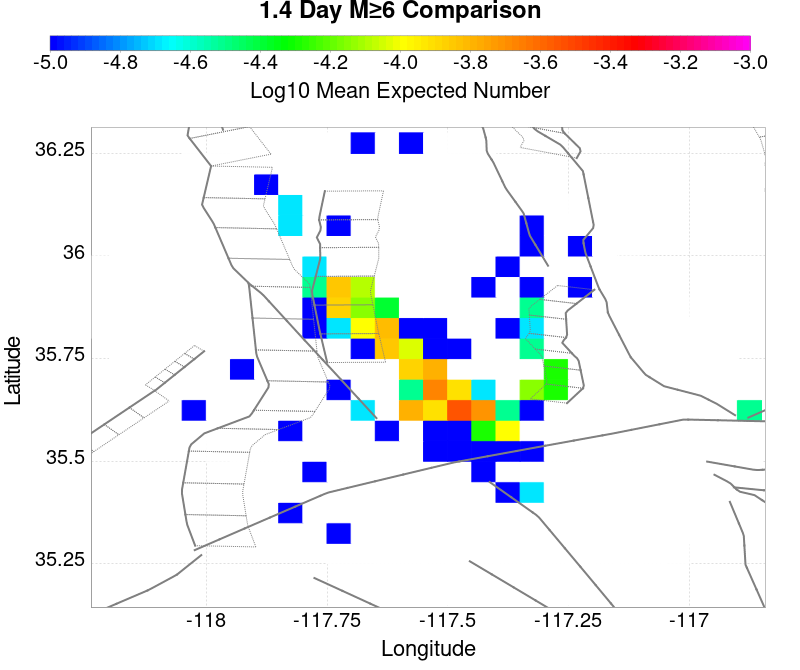 1.4 Day M≥6 Comparison
-5.0 -4.8 -4.6 -4.4 -4.2 -4.0 -3.8 -3.6 -3.4 -3.2 -3.0
Log10 Mean Expected Number
36.25
36
35.75
35.5
35.25
Latitude
-118 -117.75 -117.5 -117.25 -117
Longitude